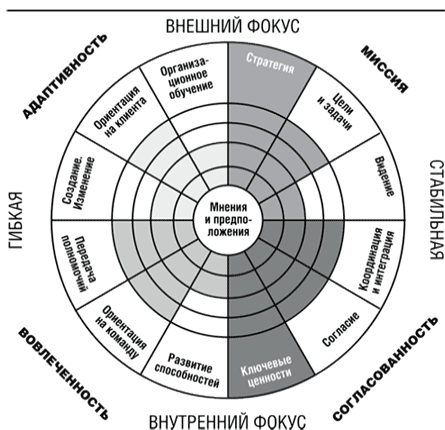 ВНЕШНИЙ ФОКУС
АДАПТИВНОСТЬ
МИССИЯ
Организа-
ционное
обучение
Стратегия
Ориентация
на клиента
Цели
и задачи
Создание.
Изменение
Видение
ГИБКАЯ
СТАБИЛЬНАЯ
Мнения
и предпо-
ложения
Передача
полномочий
Координация
и интеграция
Ориентация
на команду
Согласие
Развитие
способностей
Ключевые
ценности
ВОВЛЕЧЕННОСТЬ
СОГЛАСОВАННОСТЬ
ВНУТРЕННИЙ ФОКУС